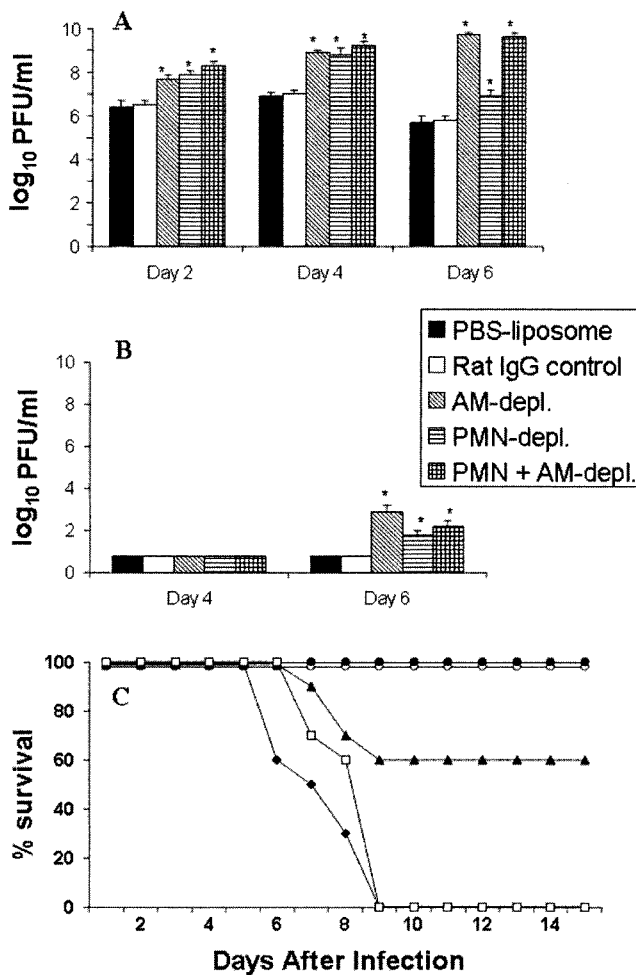 A
log10 PFU/ml
10
8
6
4
2
0
* * *
* * *
* * *
Day 2 Day 4 Day 6
B
log10 PFU/ml
10
8
6
4
2
0
* * *
Day 4 Day 6
PBS-liposome
Rat IgG control
AM-depl.
PMN-depl.
PMN + AM-depl.
C
% survival
100
80
60
40
20
0
2 4 6 8 10 12 14
Days After Infection